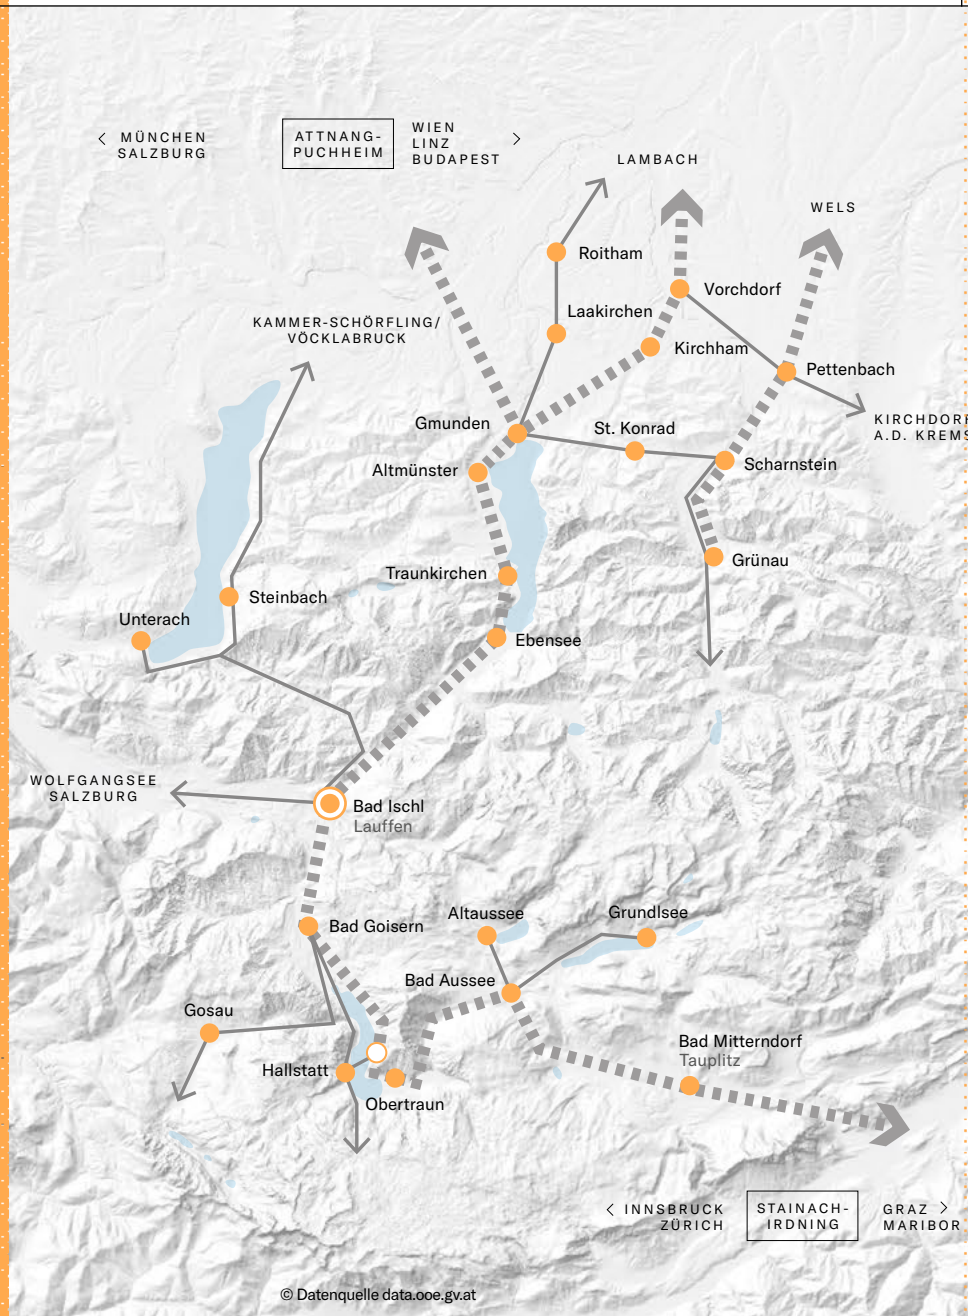 MÜNCHEN
SALZBURG
ATTNANG-
PUCHHEIM
WIEN
LINZ
BUDAPEST
LAMBACH
WELS
Roitham
Vorchdorf
Laakirchen
KAMMER-SCHÖRFLING/
VÖCKLABRUCK
Kirchham
Pettenbach
Gmunden
St. Konrad
KIRCHDORF
A.D. KREMS
Altmünster
Scharnstein
Grünau
Traunkirchen
Steinbach
Unterach
Ebensee
WOLFGANGSEE
SALZBURG
Bad Ischl
Lauffen
Altaussee
Grundlsee
Bad Goisern
Bad Aussee
Gosau
Bad Mitterndorf
Tauplitz
Hallstatt
Obertraun
INNSBRUCK
ZÜRICH
STAINACH-
IRDNING
GRAZ
MARIBOR
© Datenquelle data.ooe.gv.at